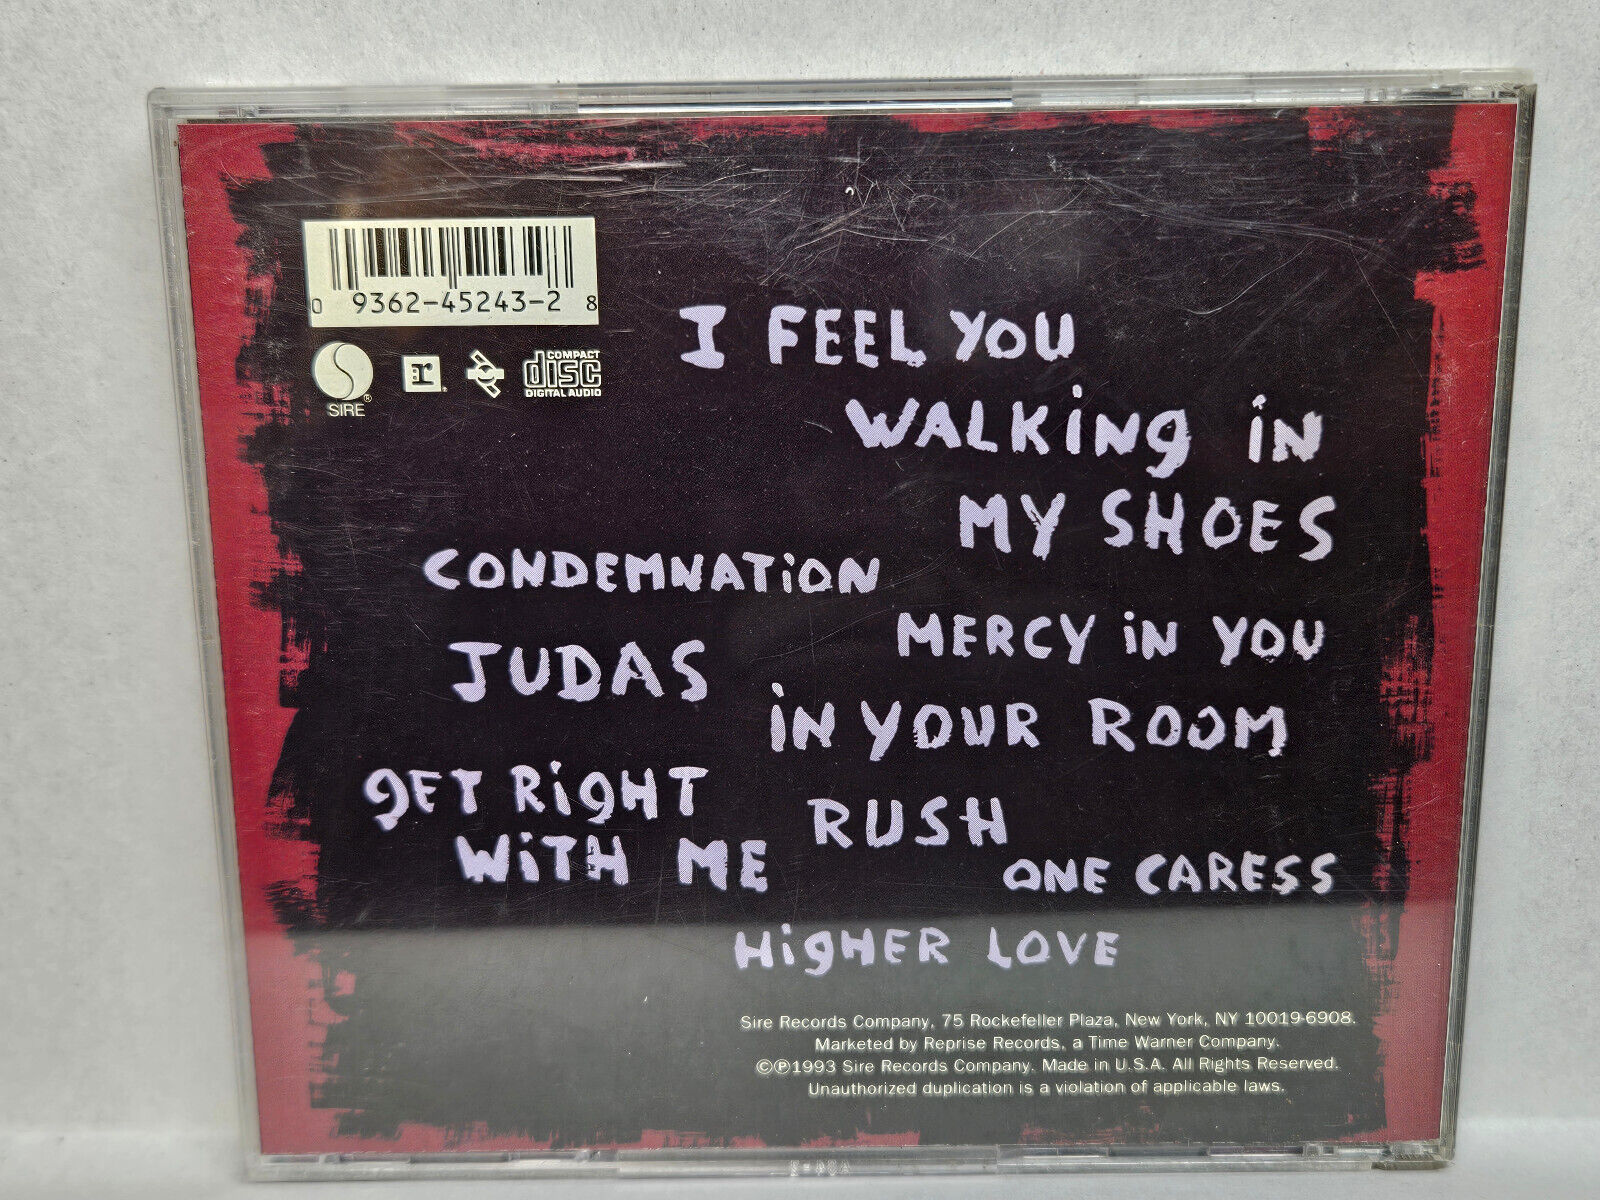 0 9362-45243-2 8
SIRE®
r
COMPACT
disc
DIGITAL AUDIO
I FEEL YOU
WALKiNg iN
MY SHOES
CONDEMNATiON
MERCY iN YOU
JUDAS
iN YOUR ROOM
gET RigHT
WiTH ME
RUSH
ONE CARESS
HigHER LOVE
Sire Records Company, 75 Rockefeller Plaza, New York, NY 10019-6908.
Marketed by Reprise Records, a Time Warner Company.
©℗1993 Sire Records Company. Made in U.S.A. All Rights Reserved.
Unauthorized duplication is a violation of applicable laws.